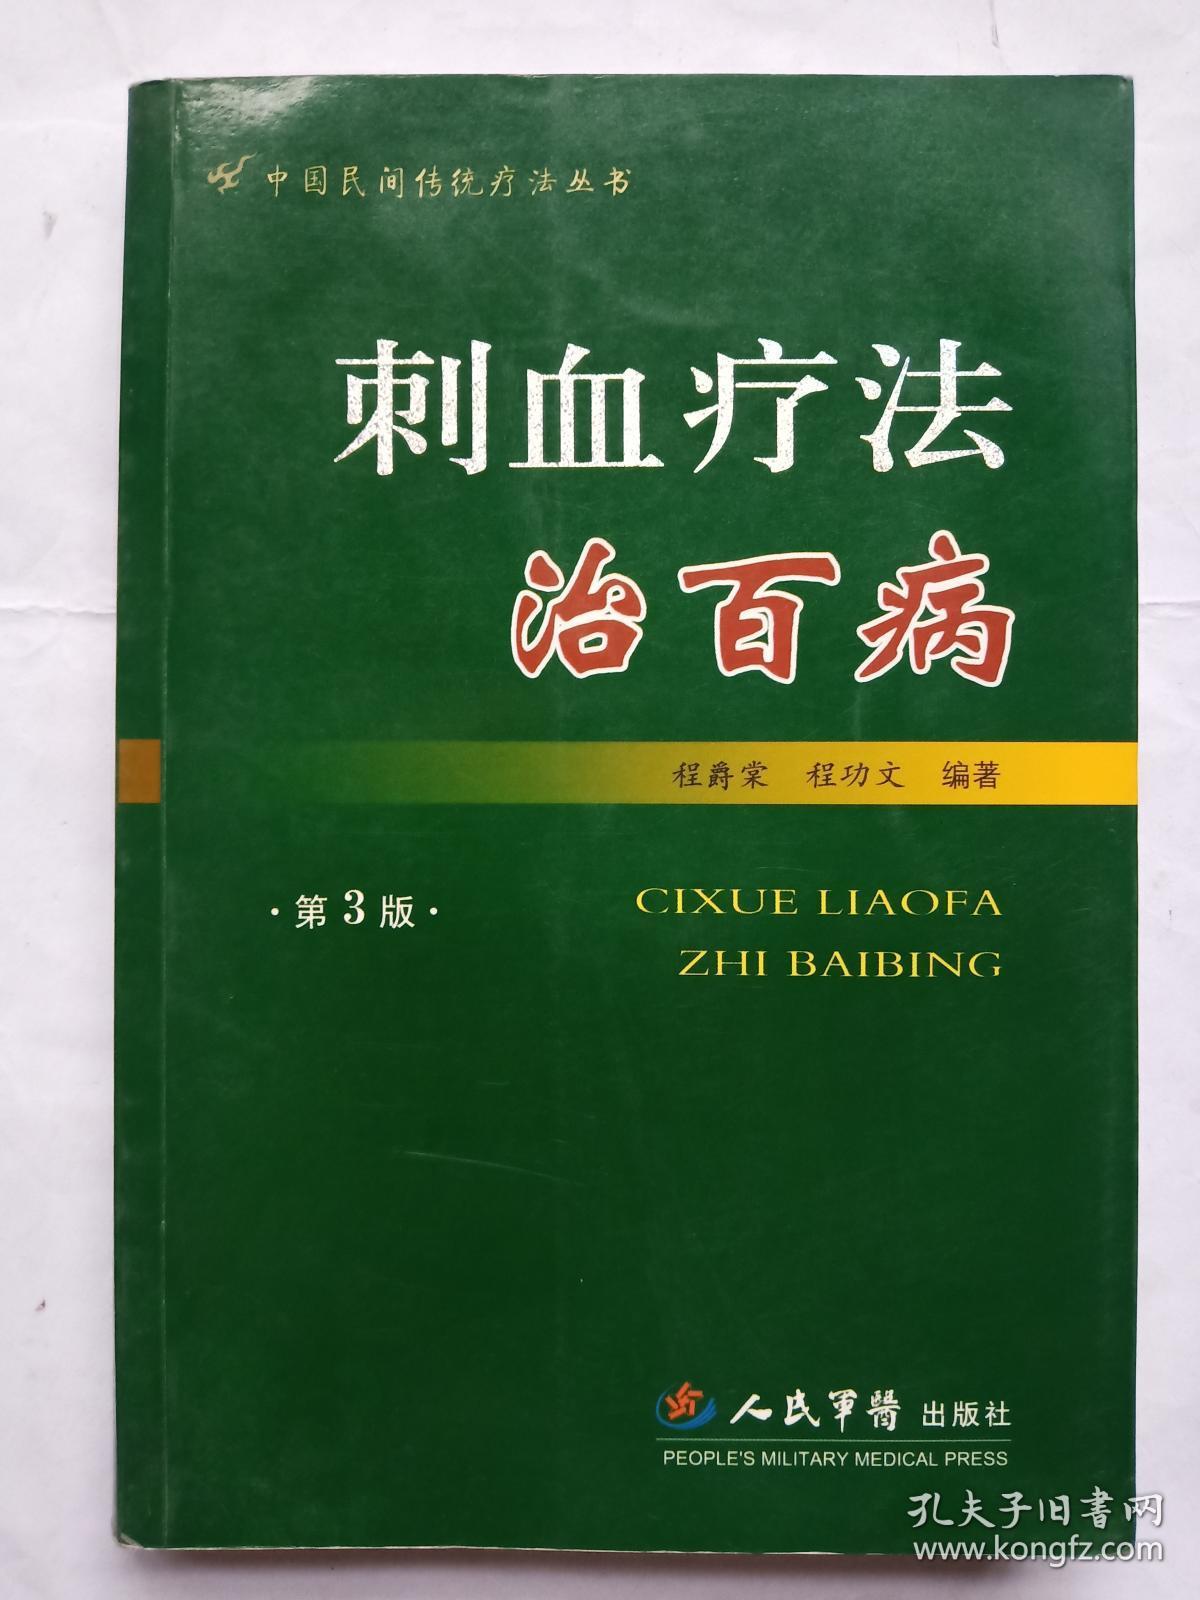 中国民间传统疗法丛书
刺血疗法
治百病
程爵棠 程功文 编著
·第3版·
CIXUE LIAOFA
ZHI BAIBING
人民军醫出版社
PEOPLE'S MILITARY MEDICAL PRESS
孔夫子旧书网
www.kongfz.com